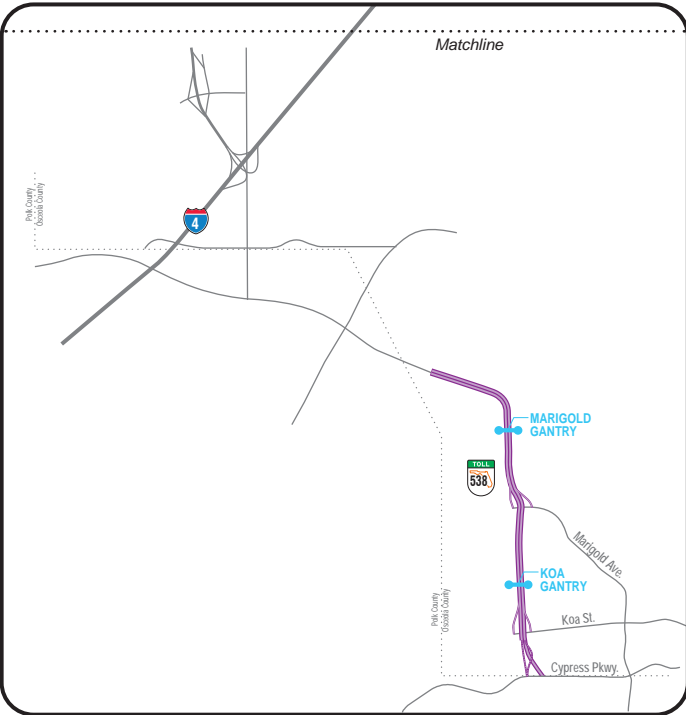 Matchline
Polk County
Osceola County
4
MARIGOLD
GANTRY
TOLL
538
Marigold Ave.
KOA
GANTRY
Polk County
Osceola County
Koa St.
Cypress Pkwy.